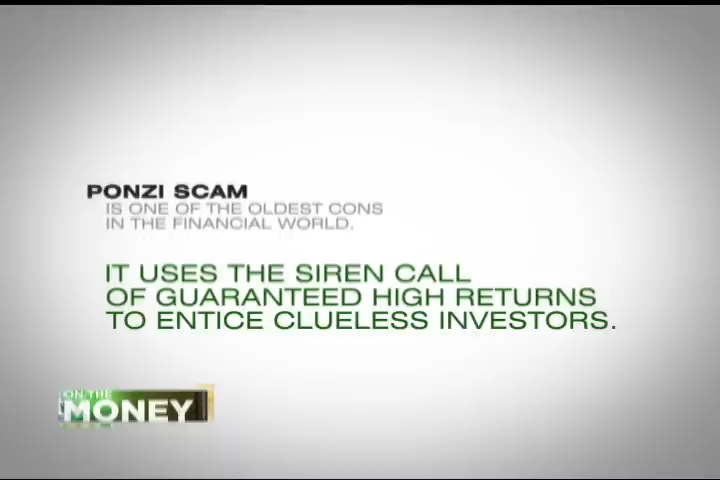 PONZI SCAM
IS ONE OF THE OLDEST CONS
IN THE FINANCIAL WORLD.
IT USES THE SIREN CALL
OF GUARANTEED HIGH RETURNS
TO ENTICE CLUELESS INVESTORS.
ON THE
MONEY